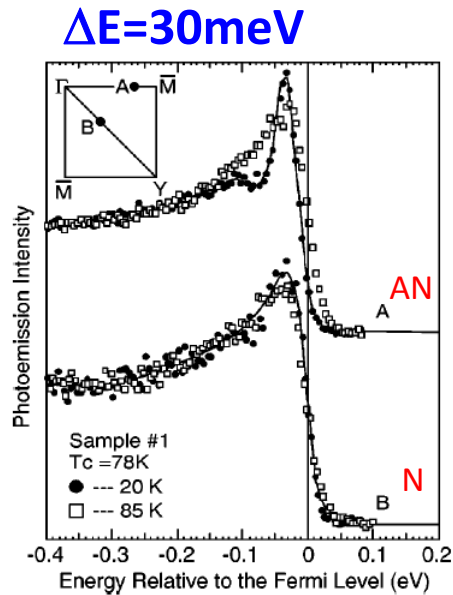 ΔE=30meV
Γ A M̅
B
M̅ Y
Photoemission Intensity
A AN
N
B
Sample #1
Tc =78K
● --- 20 K
□ --- 85 K
-0.4 -0.3 -0.2 -0.1 0 0.1 0.2
Energy Relative to the Fermi Level (eV)